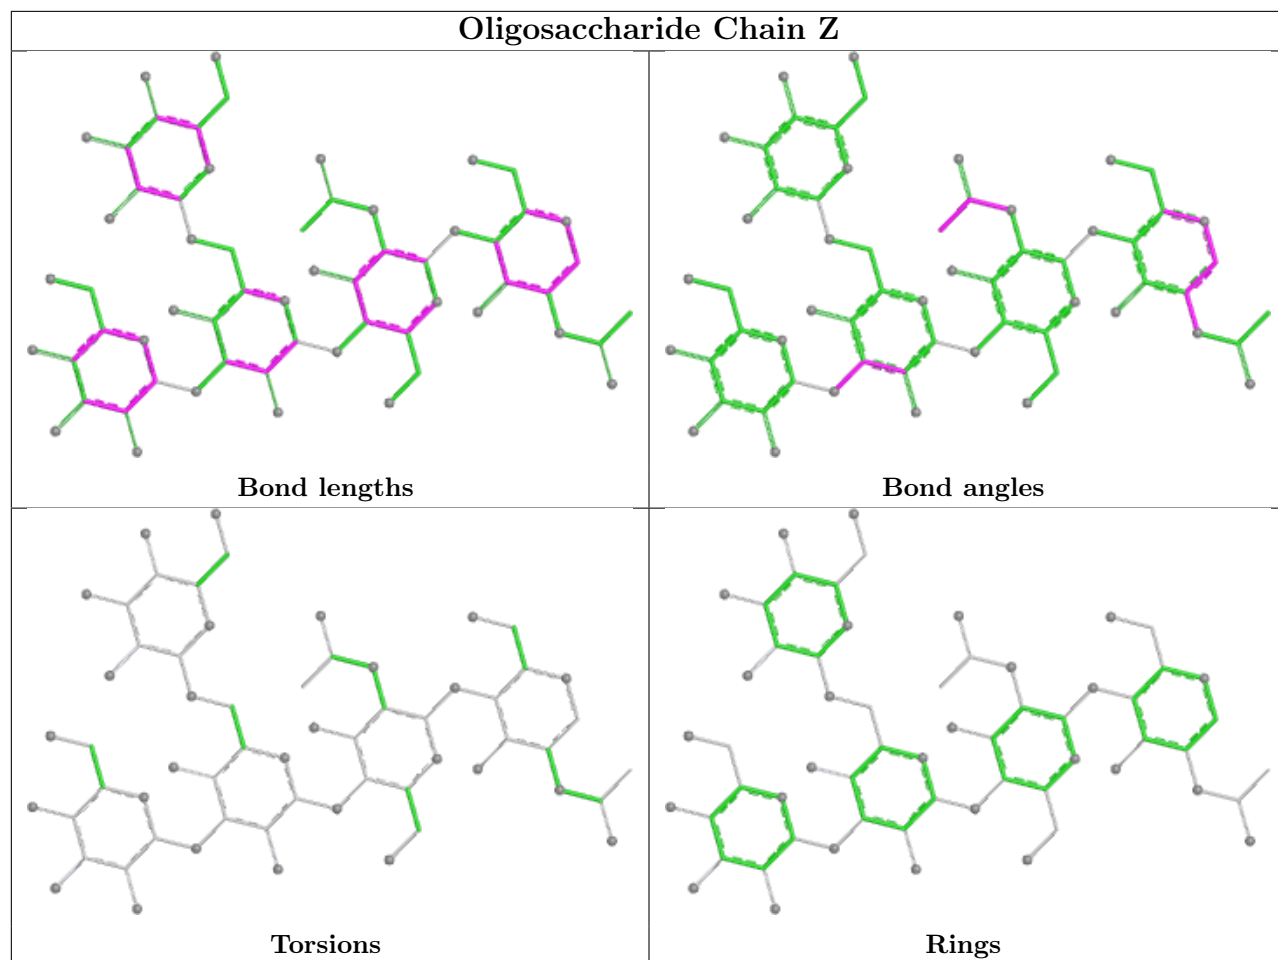 Oligosaccharide Chain Z
Bond lengths
Bond angles
Torsions
Rings